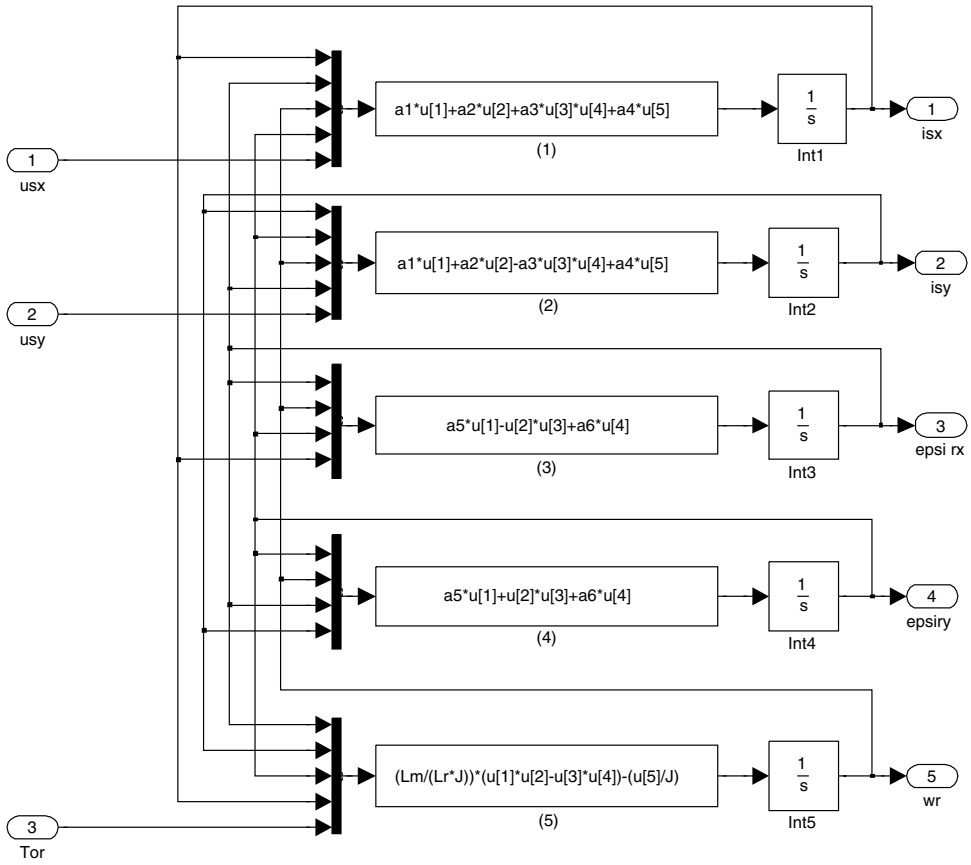 a1*u[1]+a2*u[2]+a3*u[3]*u[4]+a4*u[5]
(1)
1
s
Int1
1
isx
1
usx
a1*u[1]+a2*u[2]-a3*u[3]*u[4]+a4*u[5]
(2)
1
s
Int2
2
isy
2
usy
a5*u[1]-u[2]*u[3]+a6*u[4]
(3)
1
s
Int3
3
epsi rx
a5*u[1]+u[2]*u[3]+a6*u[4]
(4)
1
s
Int4
4
epsiry
(Lm/(Lr*J))*(u[1]*u[2]-u[3]*u[4])-(u[5]/J)
(5)
1
s
Int5
5
wr
3
Tor